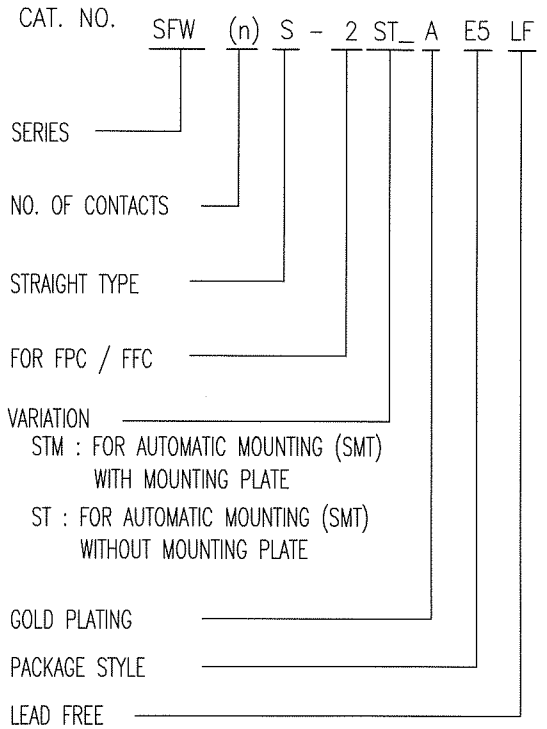 CAT. NO. SFW (n) S - 2 ST_ A E5 LF
SERIES
NO. OF CONTACTS
STRAIGHT TYPE
FOR FPC / FFC
VARIATION
STM : FOR AUTOMATIC MOUNTING (SMT)
WITH MOUNTING PLATE
ST : FOR AUTOMATIC MOUNTING (SMT)
WITHOUT MOUNTING PLATE
GOLD PLATING
PACKAGE STYLE
LEAD FREE